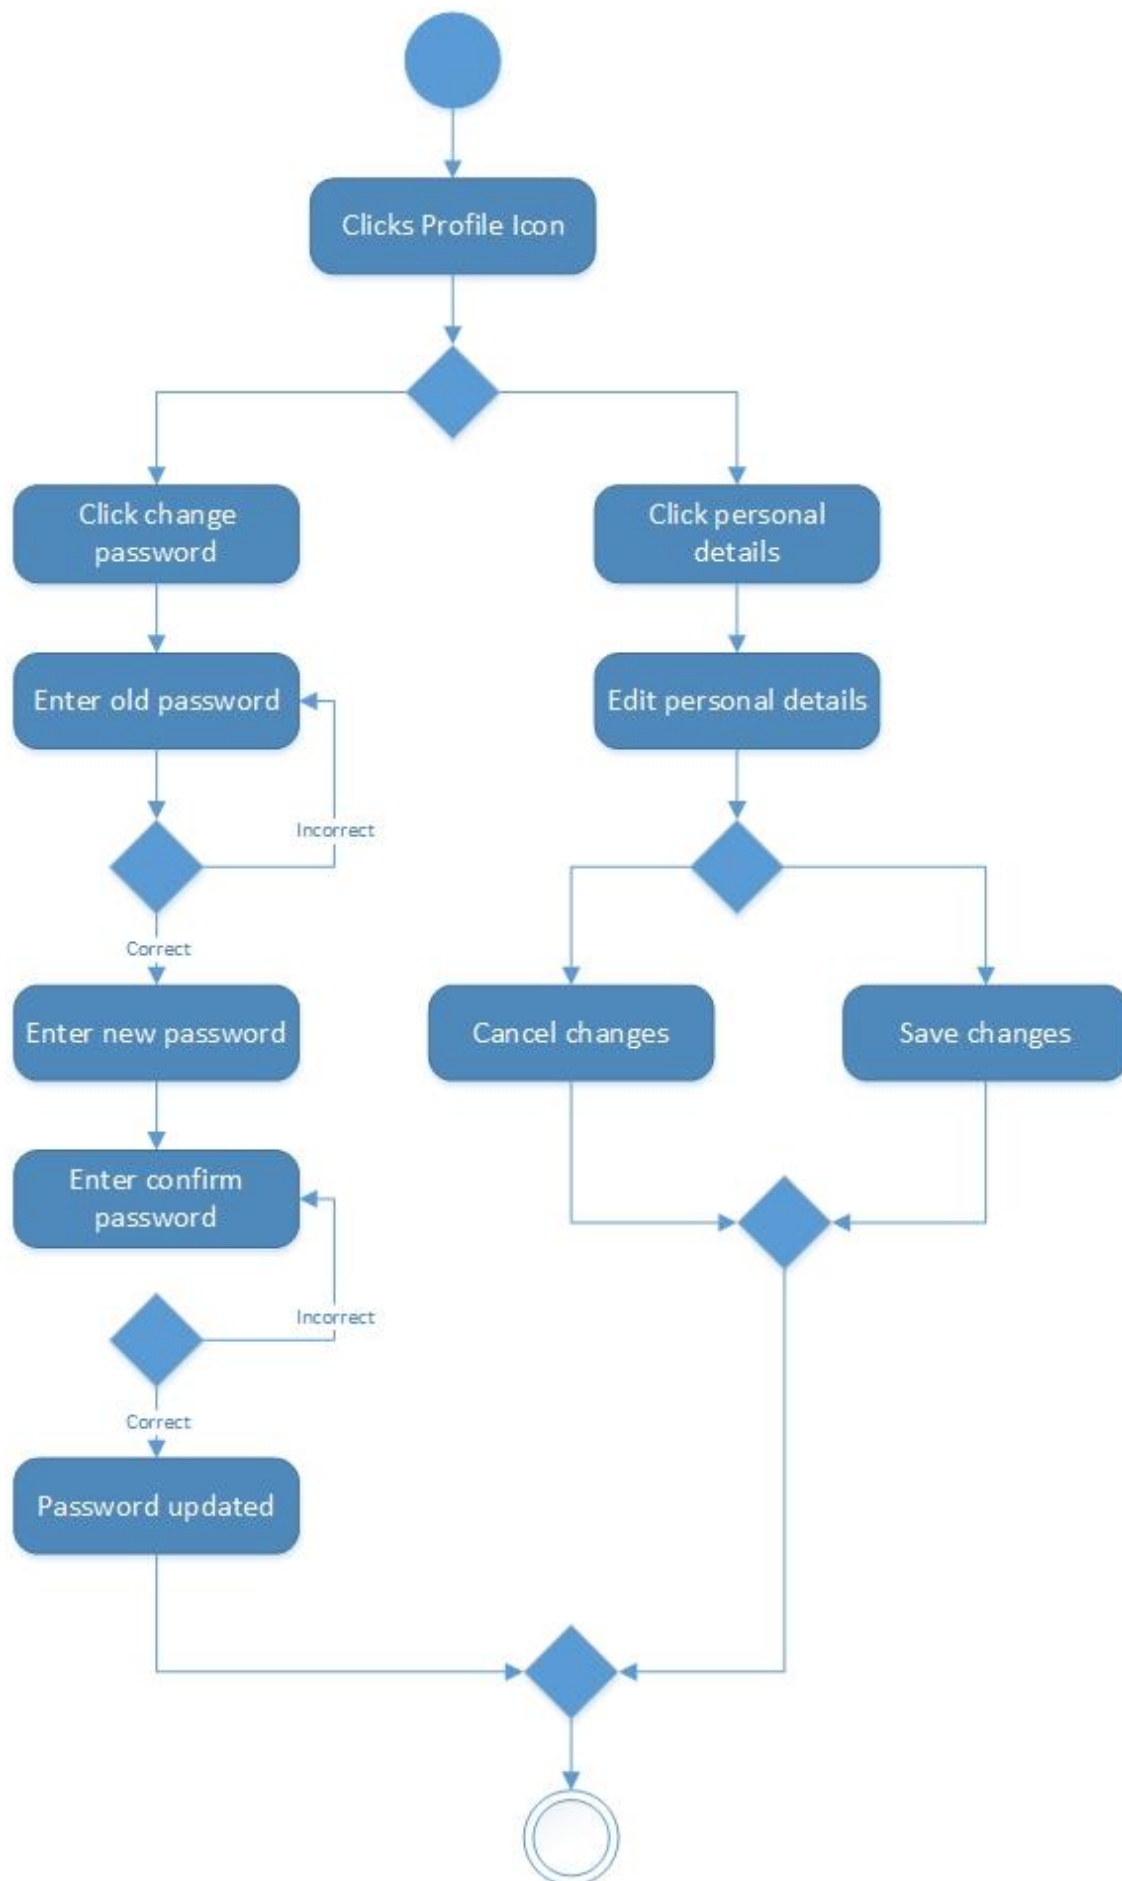 Clicks Profile Icon
Click change
password
Click personal
details
Enter old password
Edit personal details
Incorrect
Correct
Enter new password
Cancel changes
Save changes
Enter confirm
password
Incorrect
Correct
Password updated